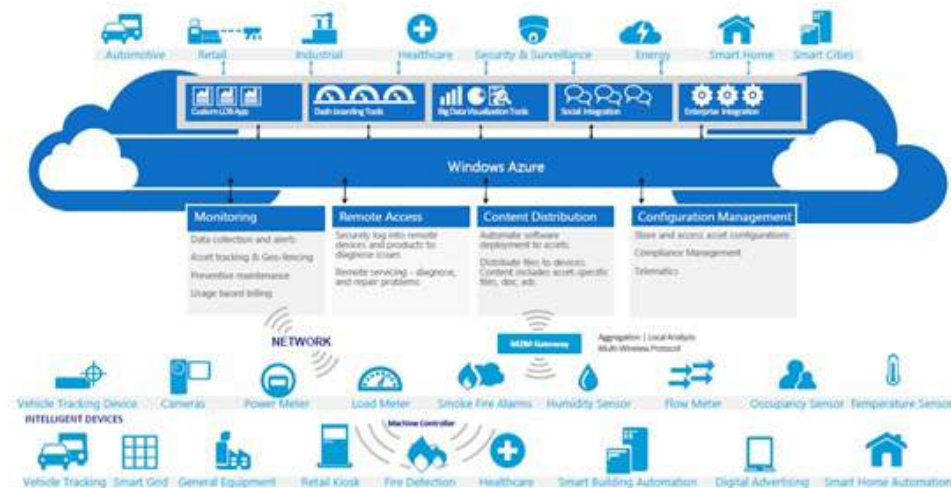 Automotive Retail Industrial Healthcare Security & Surveillance Energy Smart Home Smart Cities
Custom LOB App Dash boarding Tools Big Data Visualization Tools Social Integration Enterprise Integration
Windows Azure
Monitoring
Data collection and alerts
Asset tracking & Geo-fencing
Preventive maintenance
Usage based billing
Remote Access
Securely log into remote
devices and products to
diagnose issues
Remote servicing - diagnose,
and repair problems
Content Distribution
Automate software
deployment to assets
Distribute files to devices.
Content includes asset-specific
files, doc, ads
Configuration Management
Store and access asset configurations
Compliance Management
Telematics
NETWORK
M2M Gateway
Aggregation | Local Analysis
Multi-Wireless Protocol
Vehicle Tracking Device Cameras Power Meter Load Meter Smoke Fire Alarms Humidity Sensor Flow Meter Occupancy Sensor Temperature Sensor
INTELLIGENT DEVICES
Machine Controller
Vehicle Tracking Smart Grid General Equipment Retail Kiosk Fire Detection Healthcare Smart Building Automation Digital Advertising Smart Home Automation